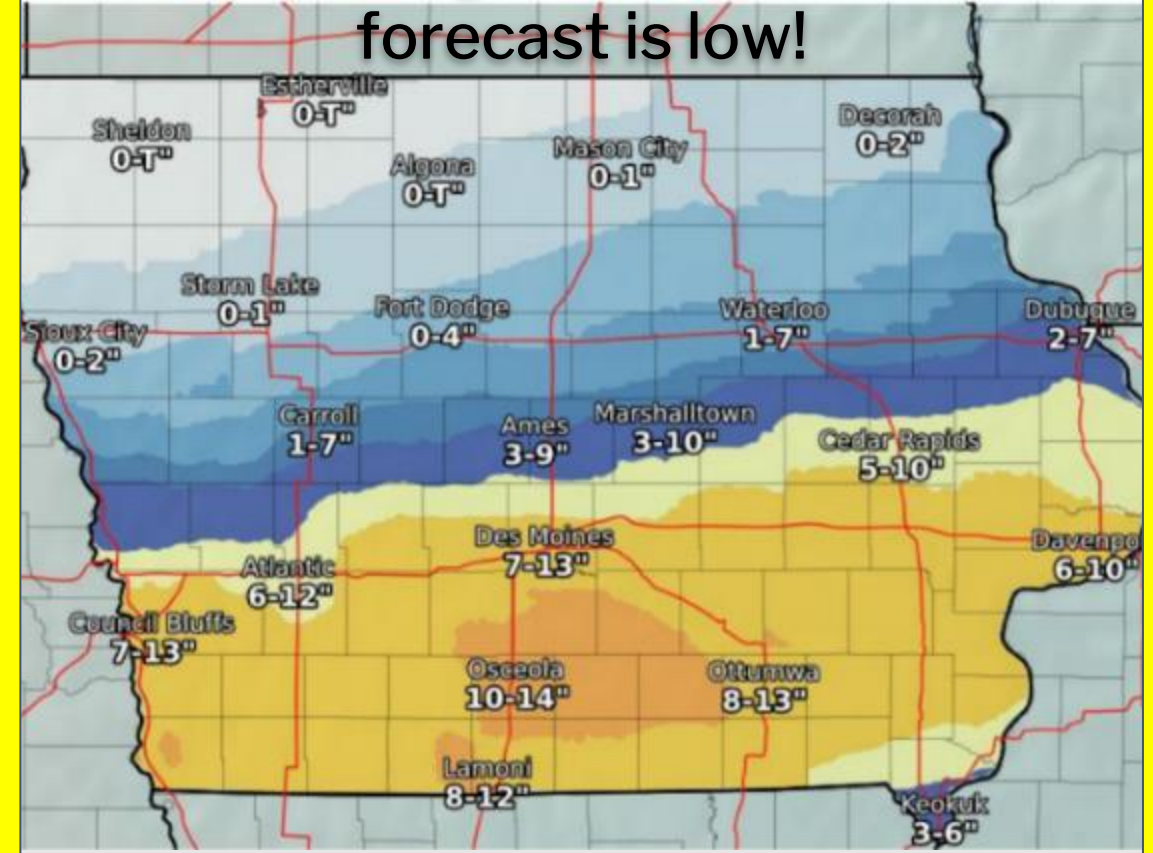 forecast is low!
Estherville
0-T"
Sheldon
0-T"
Decorah
0-2"
Algona
0-T"
Mason City
0-1"
Storm Lake
0-1"
Fort Dodge
0-4"
Waterloo
1-7"
Dubuque
2-7"
Sioux City
0-2"
Carroll
1-7"
Ames
3-9"
Marshalltown
3-10"
Cedar Rapids
5-10"
Des Moines
7-13"
Davenpo
6-10"
Atlantic
6-12"
Council Bluffs
7-13"
Osceola
10-14"
Ottumwa
8-13"
Lamoni
8-12"
Keokuk
3-6"